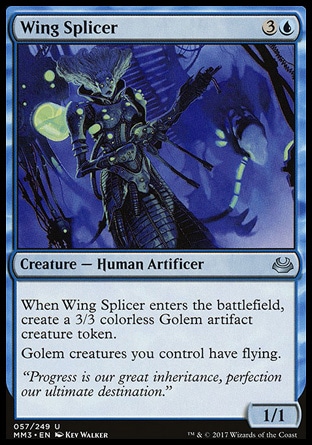 Wing Splicer 3
Creature — Human Artificer
When Wing Splicer enters the battlefield,
create a 3/3 colorless Golem artifact
creature token.
Golem creatures you control have flying.
"Progress is our great inheritance, perfection
our ultimate destination."
1/1
057/249 U
MM3 • EN Kev Walker
™ & © 2017 Wizards of the Coast